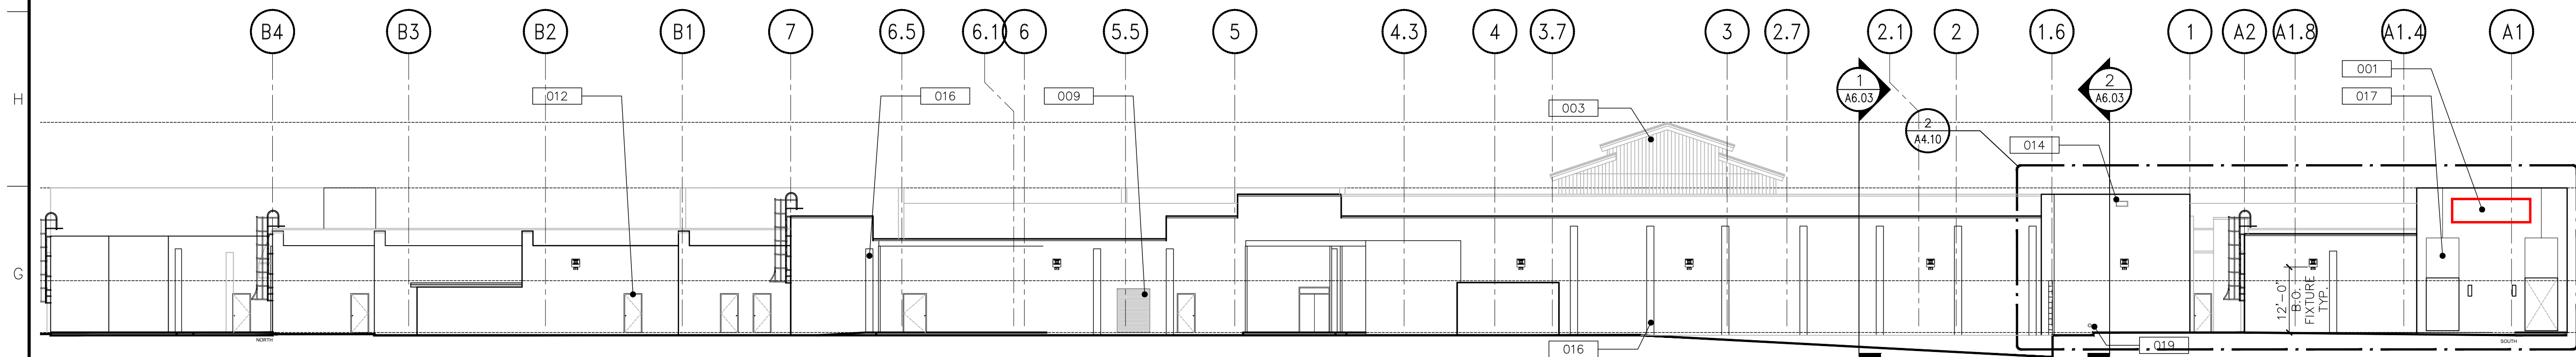 B4 B3 B2 B1 7 6.5 6.1 6 5.5 5 4.3 4 3.7 3 2.7 2.1 2 1.6 1 A2 A1.8 A1.4 A1
001
1
A6.03
2
A6.03
H
012
016
009
003
017
2
A4.10
014
G
12'-0"
B.O.
FIXTURE
TYP.
NORTH
016
019
SOUTH